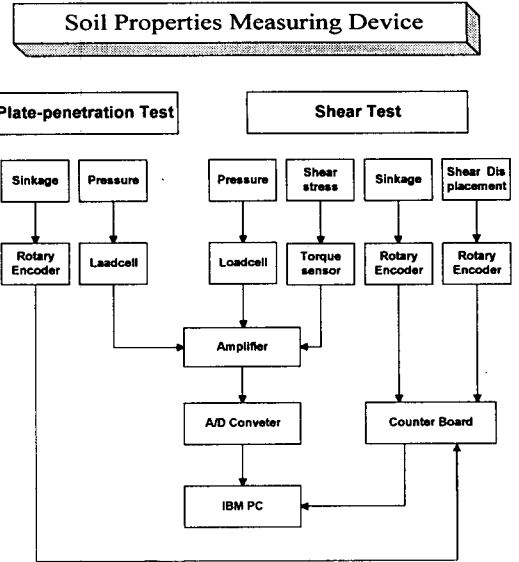 Soil Properties Measuring Device
Plate-penetration Test
Shear Test
Sinkage
Pressure
Pressure
Shear
stress
Sinkage
Shear Dis
placement
Rotary
Encoder
Laadcell
Loadcell
Torque
sensor
Rotary
Encoder
Rotary
Encoder
Amplifier
A/D Conveter
Counter Board
IBM PC